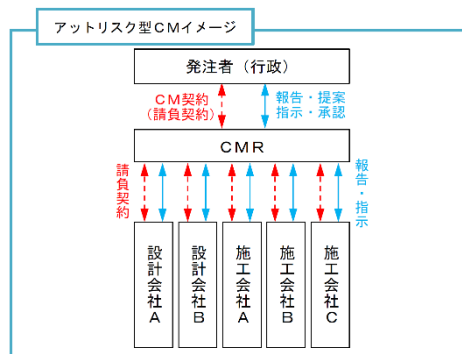 アットリスク型CMイメージ
発注者（行政）
CM契約
（請負契約）
報告・提案
指示・承認
CMR
請負契約
報告・指示
設計会社A
設計会社B
施工会社A
施工会社B
施工会社C